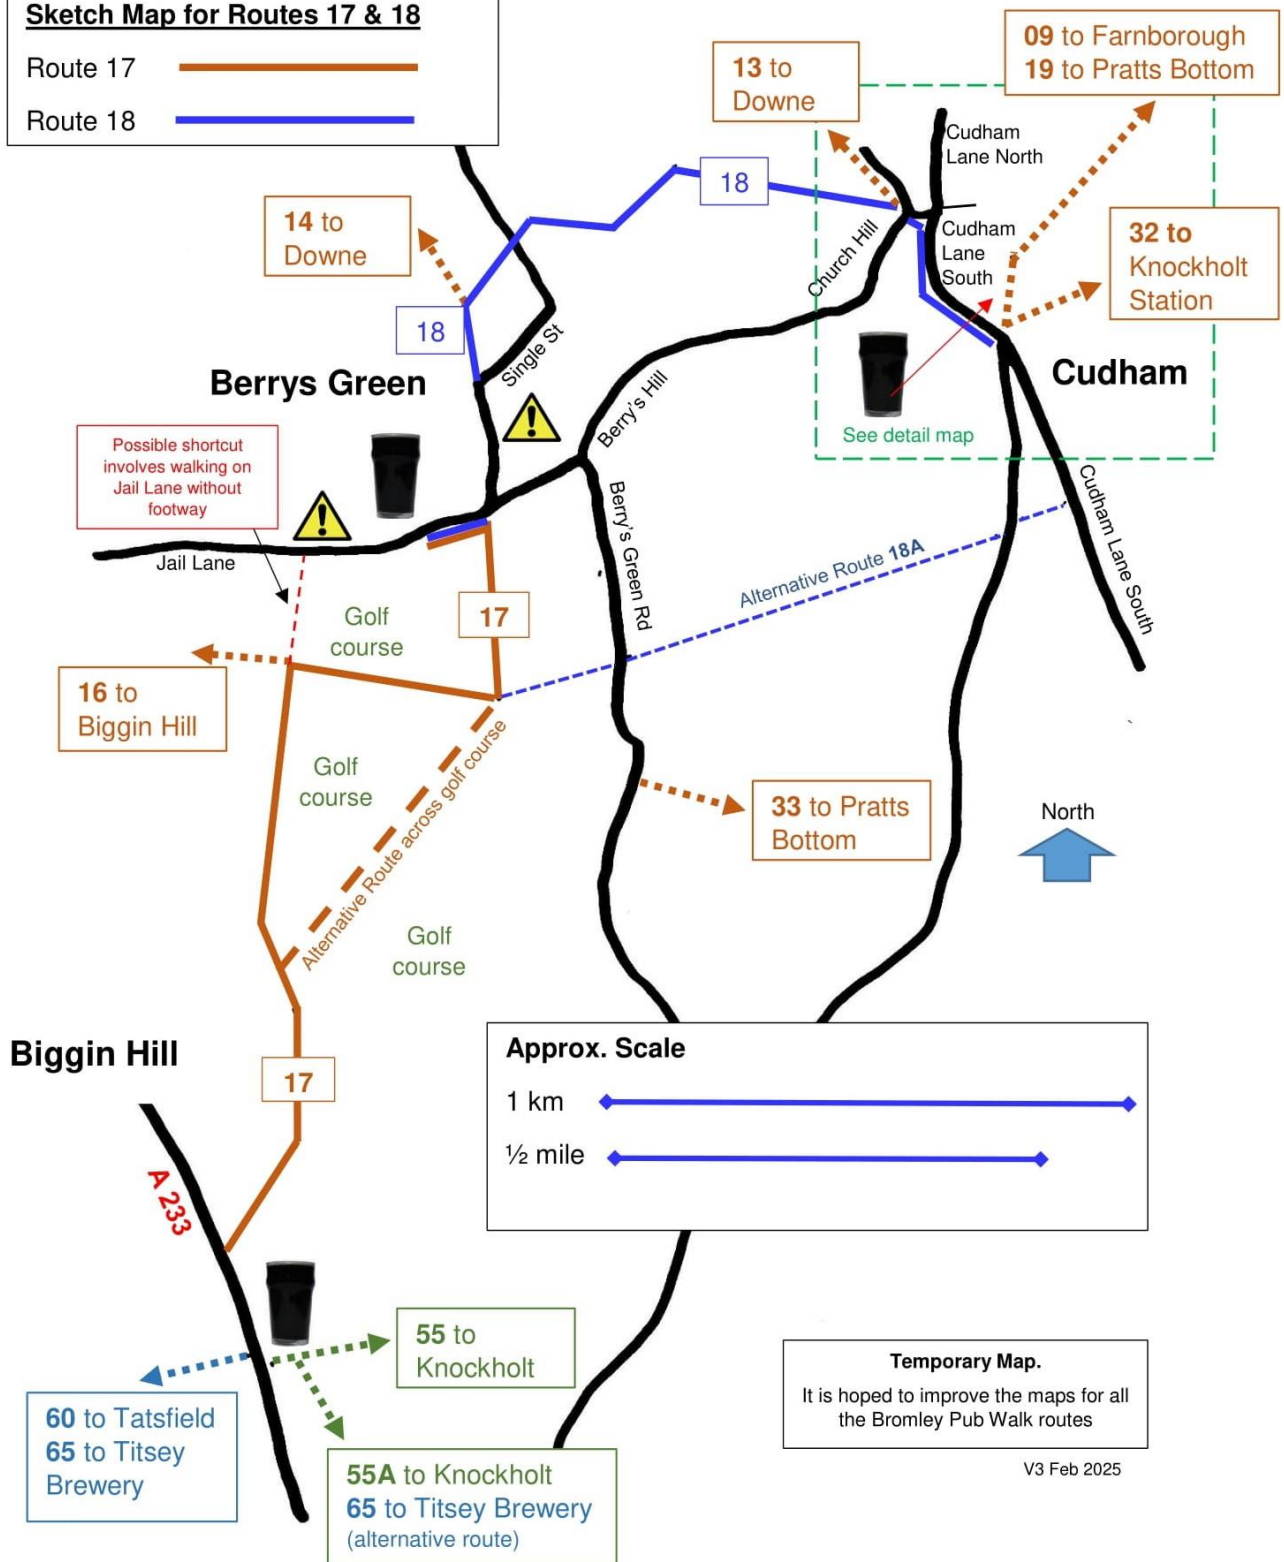 Sketch Map for Routes 17 & 18
Route 17
Route 18
09 to Farnborough
19 to Pratts Bottom
13 to
Downe
Cudham
Lane North
18
14 to
Downe
Church Hill
Cudham
Lane
South
32 to
Knockholt
Station
18
Single St
Berrys Green
Berry's Hill
Cudham
See detail map
Possible shortcut
involves walking on
Jail Lane without
footway
Jail Lane
Berry's Green Rd
Cudham Lane South
Alternative Route 18A
Golf
course
17
16 to
Biggin Hill
Golf
course
Alternative Route across golf course
33 to Pratts
Bottom
North
Golf
course
Biggin Hill
17
Approx. Scale
1 km
½ mile
A 233
55 to
Knockholt
60 to Tatsfield
65 to Titsey
Brewery
55A to Knockholt
65 to Titsey Brewery
(alternative route)
Temporary Map.
It is hoped to improve the maps for all
the Bromley Pub Walk routes
V3 Feb 2025